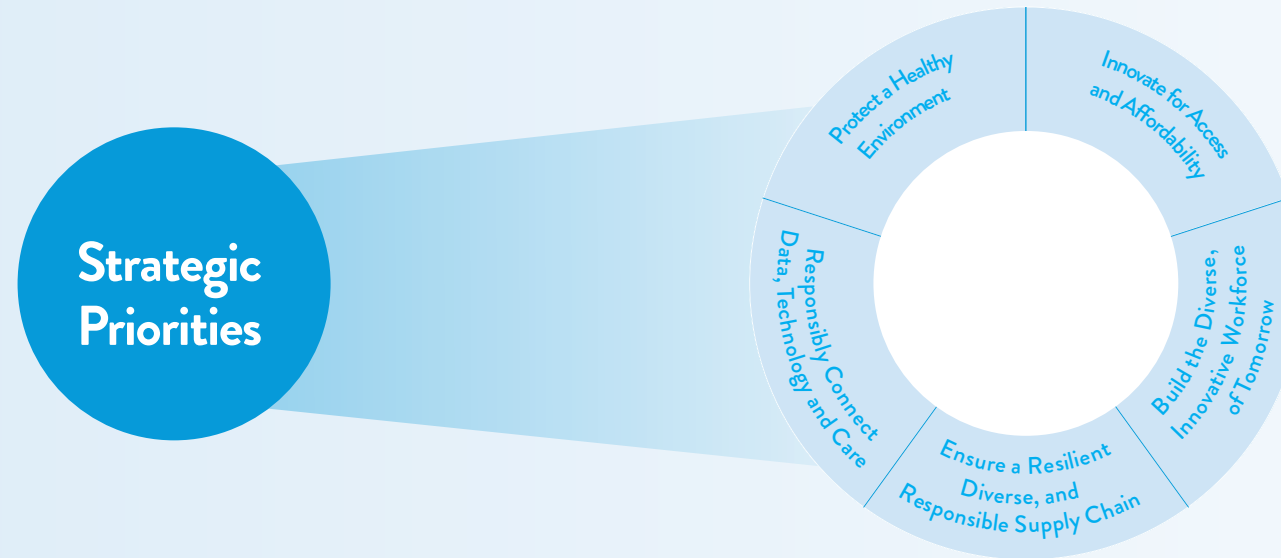 Strategic
Priorities
Protect a Healthy
Environment
Innovate for Access
and Affordability
Build the Diverse,
Innovative Workforce
of Tomorrow
Ensure a Resilient
Diverse, and
Responsible Supply Chain
Responsibly Connect
Data, Technology and Care